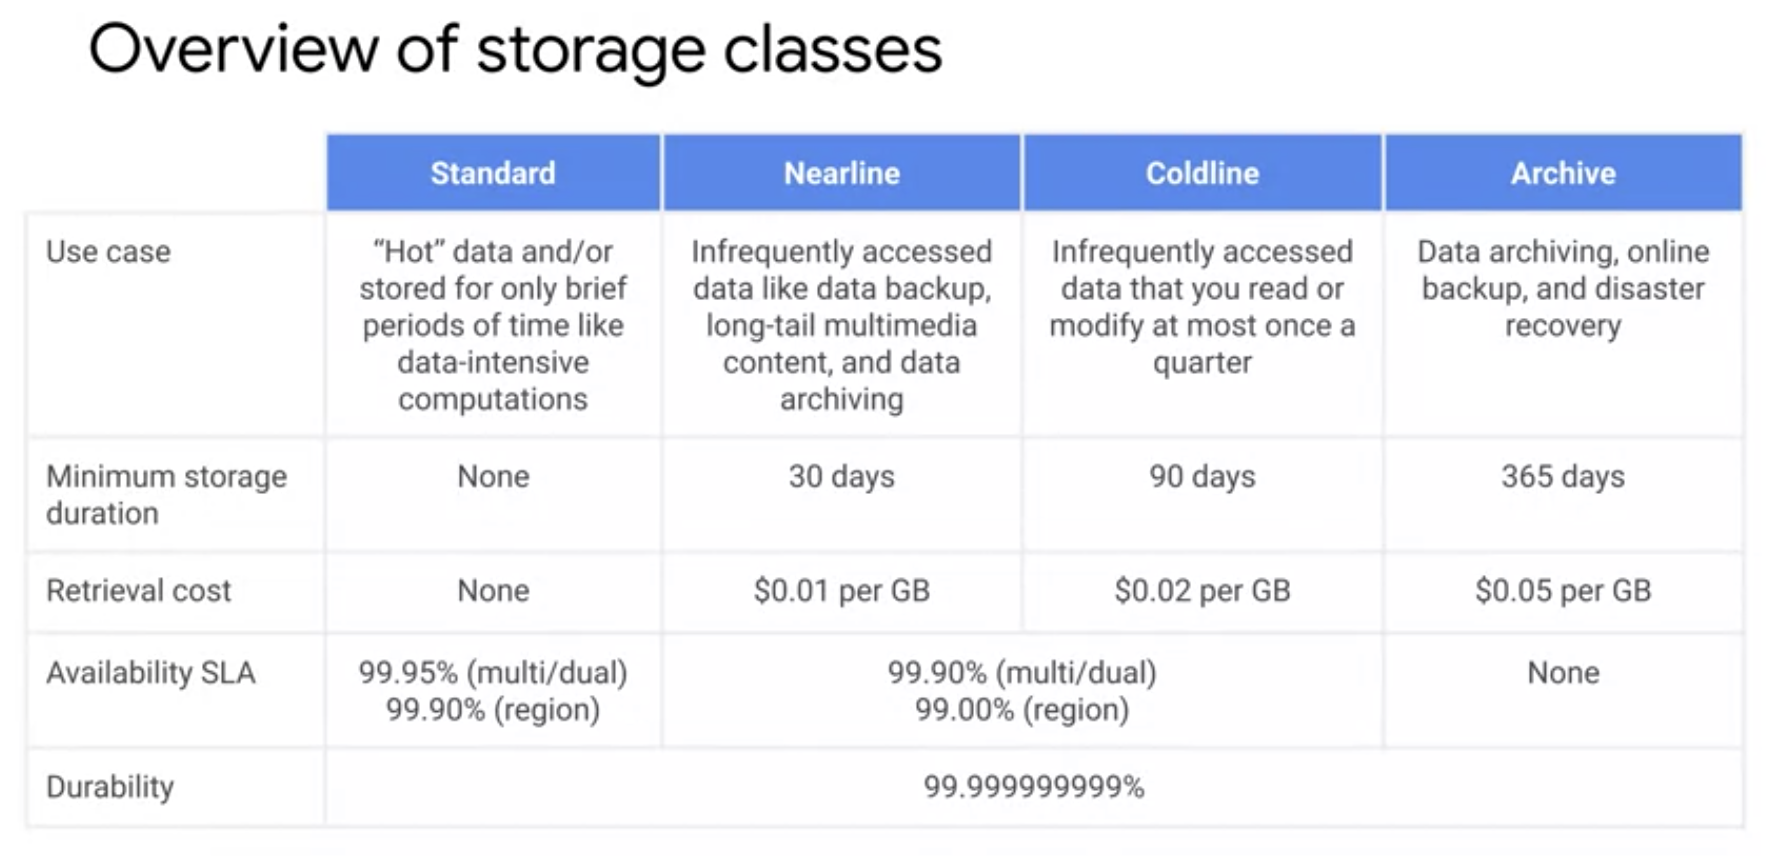 Overview of storage classes
Standard
Nearline
Coldline
Archive
Use case
“Hot” data and/or
stored for only brief
periods of time like
data-intensive
computations
Infrequently accessed
data like data backup,
long-tail multimedia
content, and data
archiving
Infrequently accessed
data that you read or
modify at most once a
quarter
Data archiving, online
backup, and disaster
recovery
Minimum storage
duration
None
30 days
90 days
365 days
Retrieval cost
None
$0.01 per GB
$0.02 per GB
$0.05 per GB
Availability SLA
99.95% (multi/dual)
99.90% (region)
99.90% (multi/dual)
99.00% (region)
None
Durability
99.999999999%